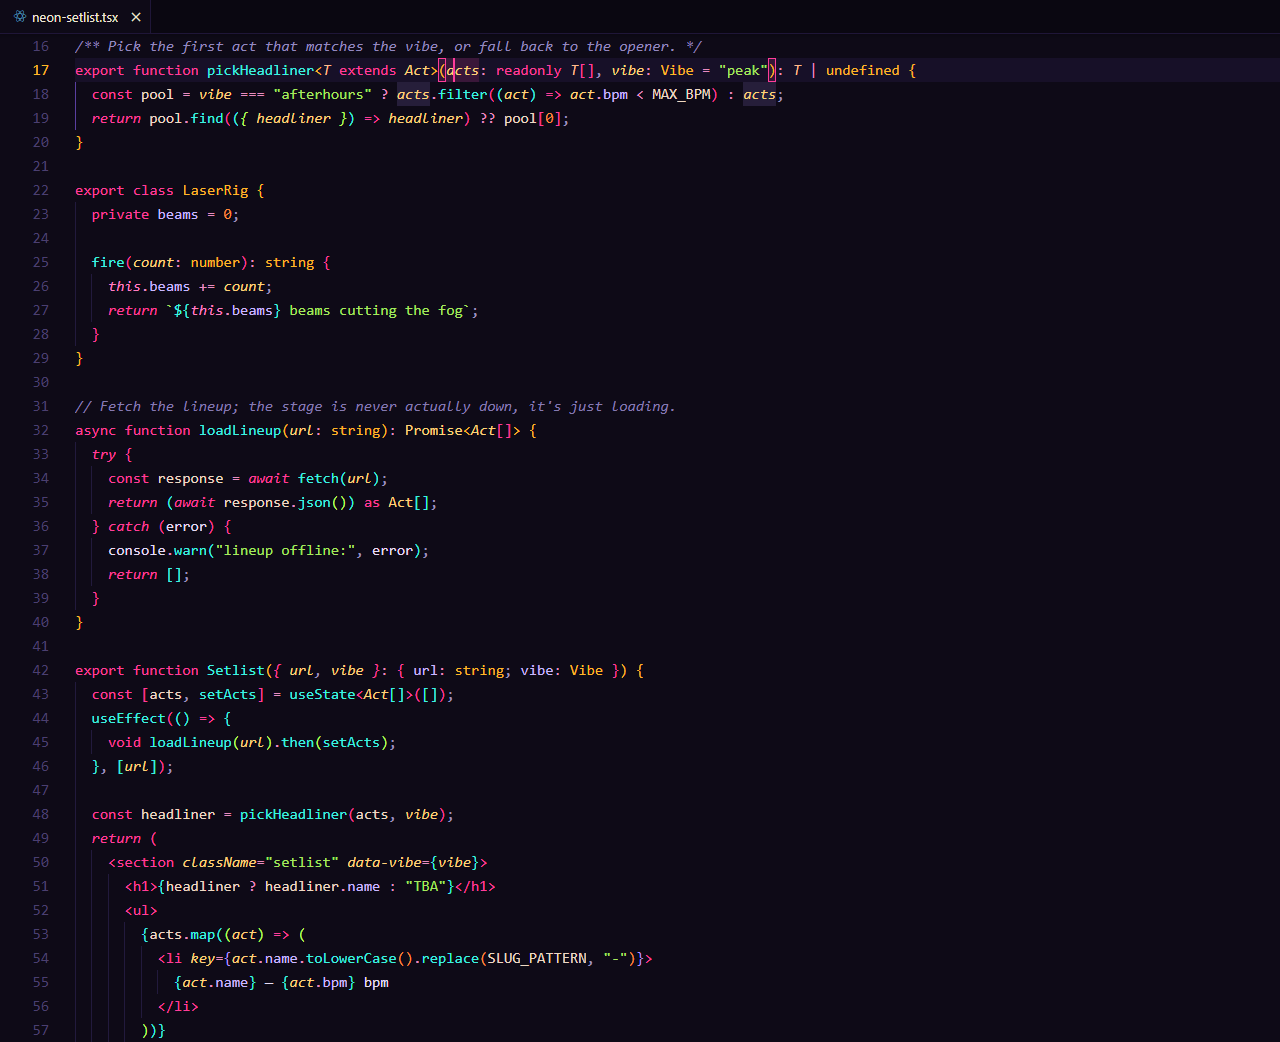 neon-setlist.tsx
16 /** Pick the first act that matches the vibe, or fall back to the opener. */
17 export function pickHeadliner<T extends Act>(acts: readonly T[], vibe: Vibe = "peak"): T | undefined {
18   const pool = vibe === "afterhours" ? acts.filter((act) => act.bpm < MAX_BPM) : acts;
19   return pool.find(({ headliner }) => headliner) ?? pool[0];
20 }
21
22 export class LaserRig {
23   private beams = 0;
24
25   fire(count: number): string {
26     this.beams += count;
27     return `${this.beams} beams cutting the fog`;
28   }
29 }
30
31 // Fetch the lineup; the stage is never actually down, it's just loading.
32 async function loadLineup(url: string): Promise<Act[]> {
33   try {
34     const response = await fetch(url);
35     return (await response.json()) as Act[];
36   } catch (error) {
37     console.warn("lineup offline:", error);
38     return [];
39   }
40 }
41
42 export function Setlist({ url, vibe }: { url: string; vibe: Vibe }) {
43   const [acts, setActs] = useState<Act[]>([]);
44   useEffect(() => {
45     void loadLineup(url).then(setActs);
46   }, [url]);
47
48   const headliner = pickHeadliner(acts, vibe);
49   return (
50     <section className="setlist" data-vibe={vibe}>
51       <h1>{headliner ? headliner.name : "TBA"}</h1>
52       <ul>
53         {acts.map((act) => (
54           <li key={act.name.toLowerCase().replace(SLUG_PATTERN, "-")}>
55             {act.name} — {act.bpm} bpm
56           </li>
57         ))}